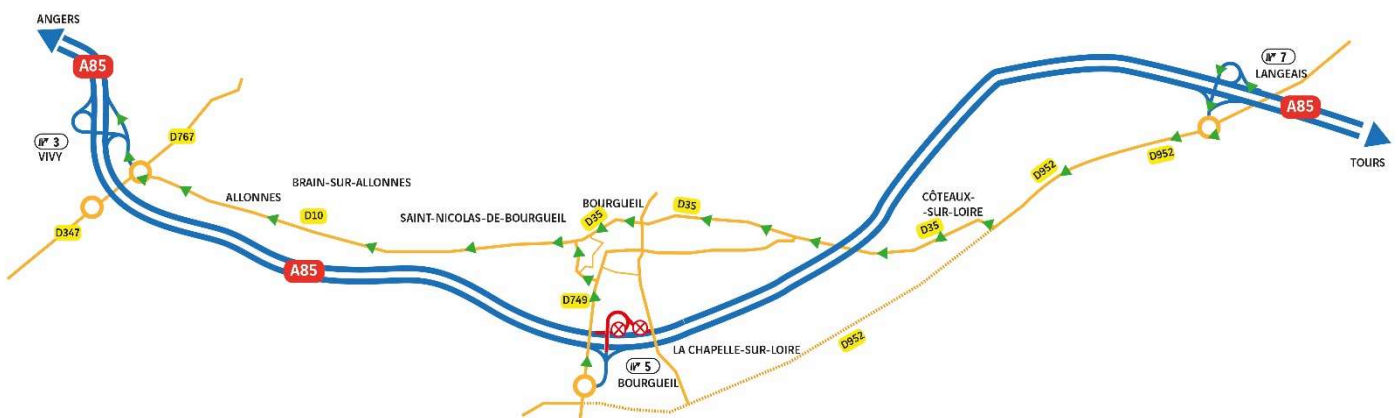 ANGERS
A85
N° 3
VIVY
D767
D347
ALLONNES
BRAIN-SUR-ALLONNES
D10
A85
SAINT-NICOLAS-DE-BOURGUEIL
BOURGUEIL
D35
D35
D749
N° 5
BOURGUEIL
LA CHAPELLE-SUR-LOIRE
D952
CÔTEAUX-
-SUR-LOIRE
D35
D952
D952
N° 7
LANGEAIS
A85
TOURS